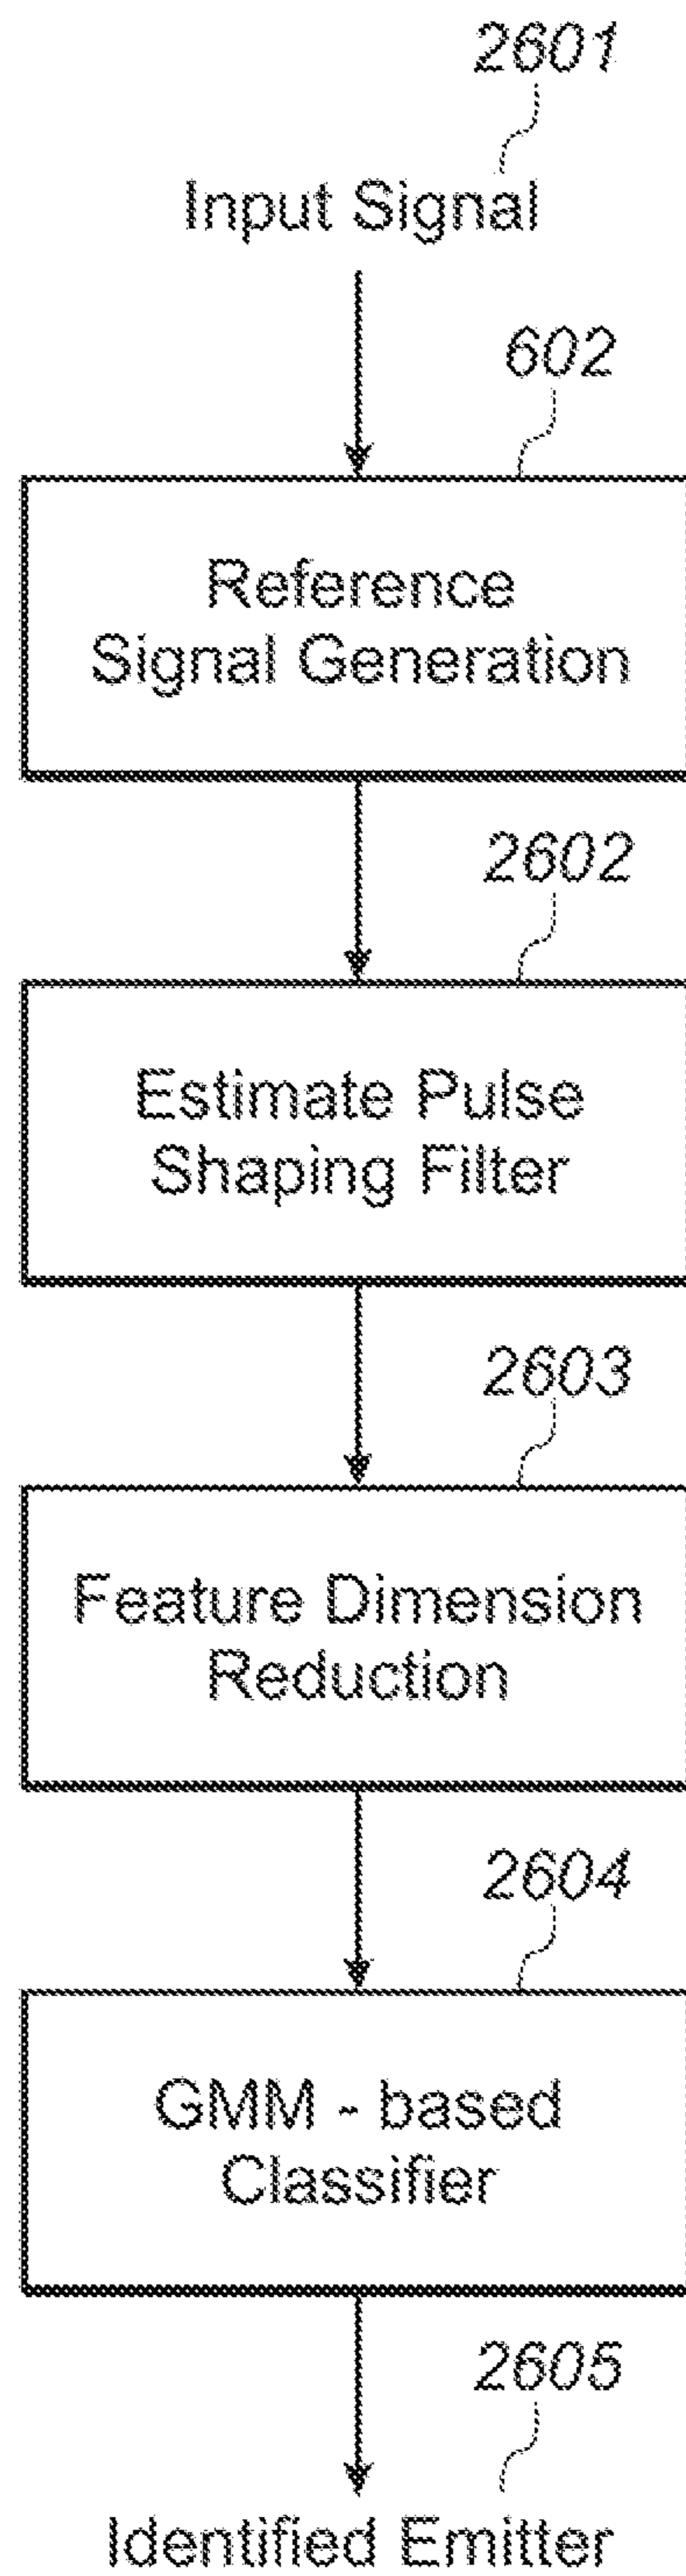 2601
Input Signal
602
Reference
Signal Generation
2602
Estimate Pulse
Shaping Filter
2603
Feature Dimension
Reduction
2604
GMM - based
Classifier
2605
Identified Emitter